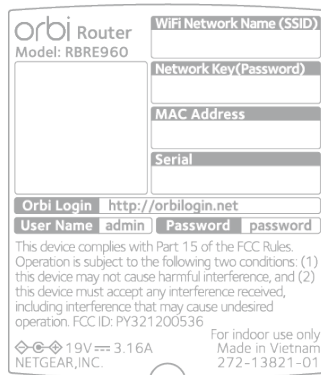 orbi Router
Model: RBRE960
WiFi Network Name (SSID)
Network Key(Password)
MAC Address
Serial
Orbi Login http://orbilogin.net
User Name admin Password password
This device complies with Part 15 of the FCC Rules.
Operation is subject to the following two conditions: (1)
this device may not cause harmful interference, and (2)
this device must accept any interference received,
including interference that may cause undesired
operation. FCC ID: PY321200536
For indoor use only
19V⎓ 3.16A Made in Vietnam
NETGEAR,INC. 272-13821-01